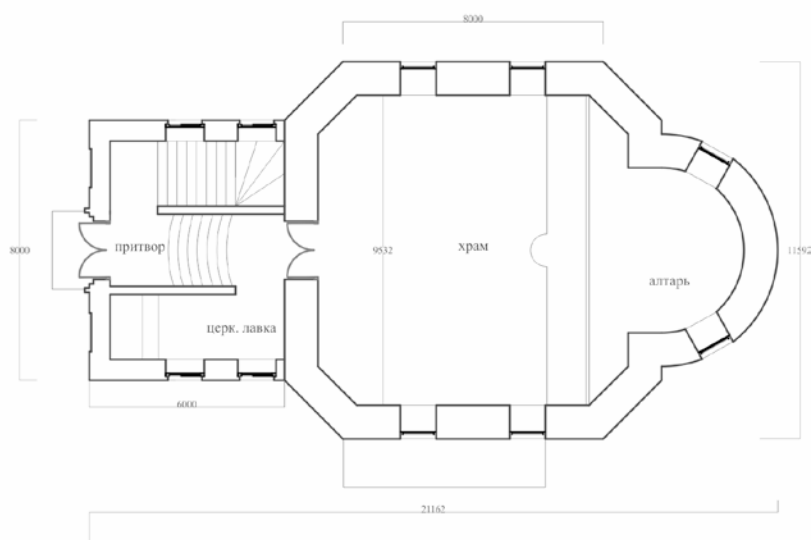 8000
8000
притвор
9532
храм
11592
алтарь
церк. лавка
6000
21162